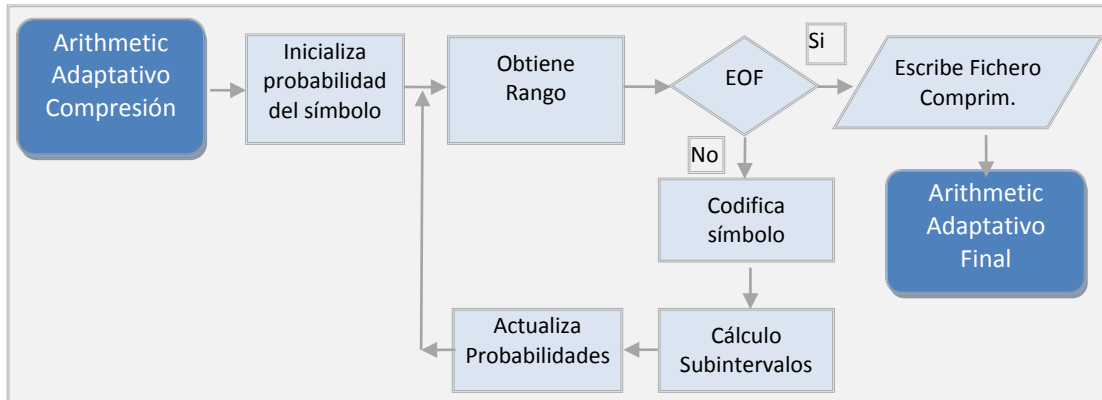 Arithmetic
Adaptativo
Compresión
Inicializa
probabilidad
del símbolo
Obtiene
Rango
EOF
Si
Escribe Fichero
Comprim.
No
Codifica
símbolo
Arithmetic
Adaptativo
Final
Actualiza
Probabilidades
Cálculo
Subintervalos